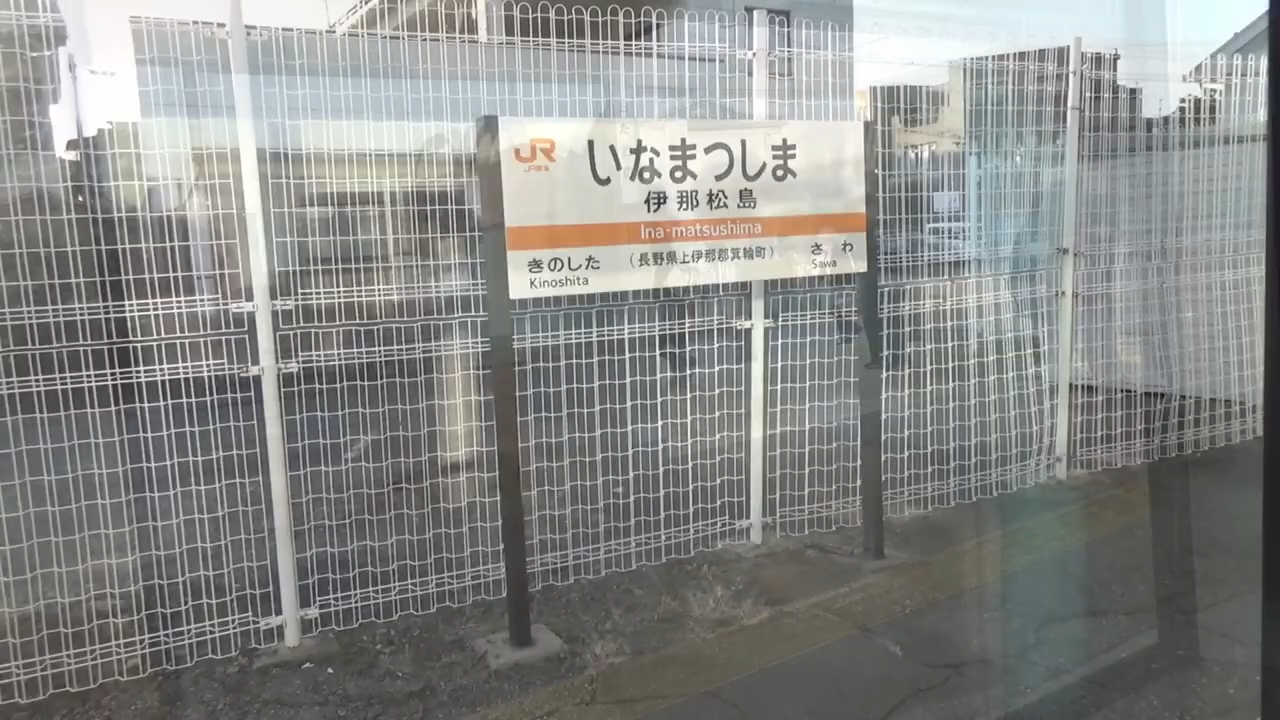 JR
JR東海
いなまつしま
伊那松島
Ina-matsushima
きのした
(長野県上伊那郡箕輪町)
さわ
Kinoshita
Sawa